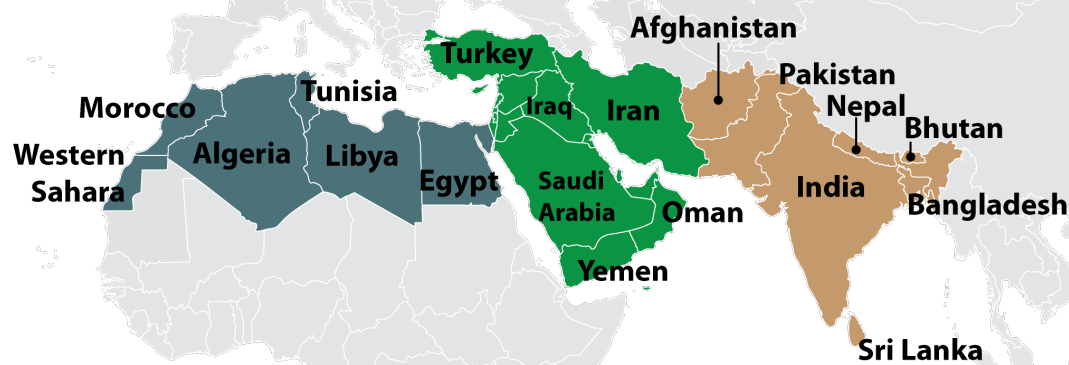 Afghanistan
Turkey
Pakistan
Tunisia
Morocco
Iraq
Iran
Nepal
Bhutan
Western
Sahara
Algeria
Libya
Egypt
Saudi
Arabia
India
Oman
Bangladesh
Yemen
Sri Lanka